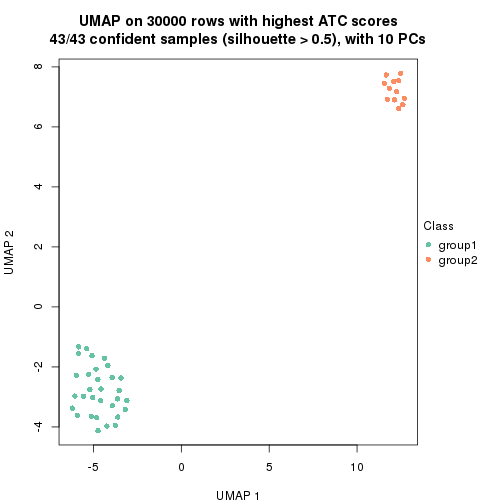 UMAP on 30000 rows with highest ATC scores
43/43 confident samples (silhouette > 0.5), with 10 PCs
8
6
4
2
0
-2
-4
UMAP 2
-5
0
5
10
UMAP 1
Class
group1
group2